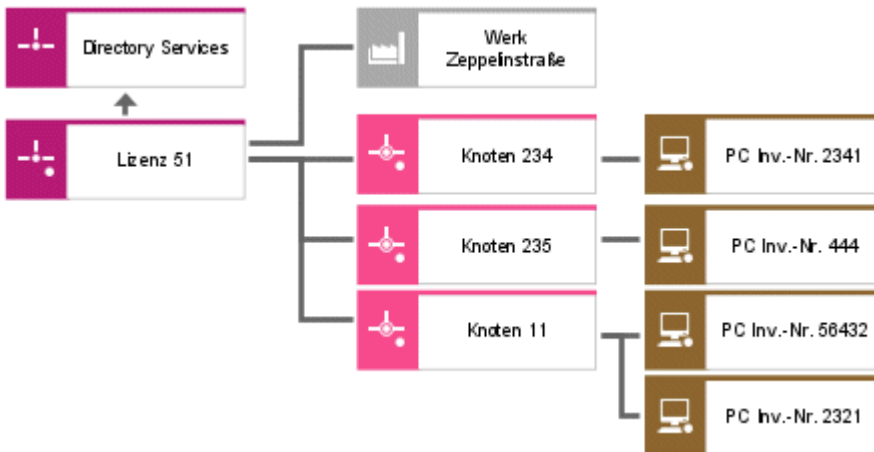 Directory Services
Werk
Zeppelinstraße
Lizenz 51
Knoten 234
PC Inv.-Nr. 2341
Knoten 235
PC Inv.-Nr. 444
Knoten 11
PC Inv.-Nr. 56432
PC Inv.-Nr. 2321